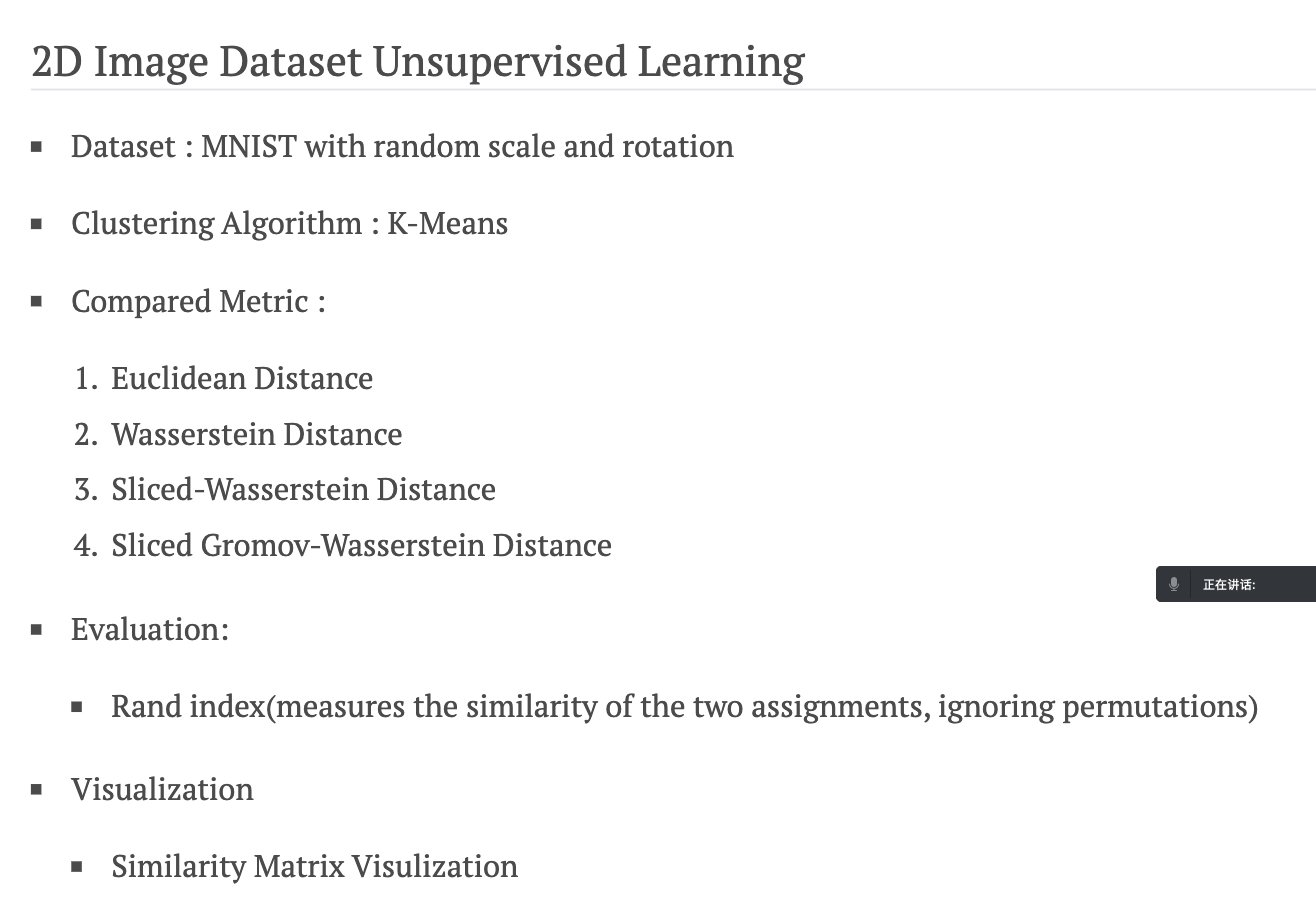 2D Image Dataset Unsupervised Learning
▪ Dataset : MNIST with random scale and rotation
▪ Clustering Algorithm : K-Means
▪ Compared Metric :
1. Euclidean Distance
2. Wasserstein Distance
3. Sliced-Wasserstein Distance
4. Sliced Gromov-Wasserstein Distance
正在讲话:
▪ Evaluation:
▪ Rand index(measures the similarity of the two assignments, ignoring permutations)
▪ Visualization
▪ Similarity Matrix Visulization